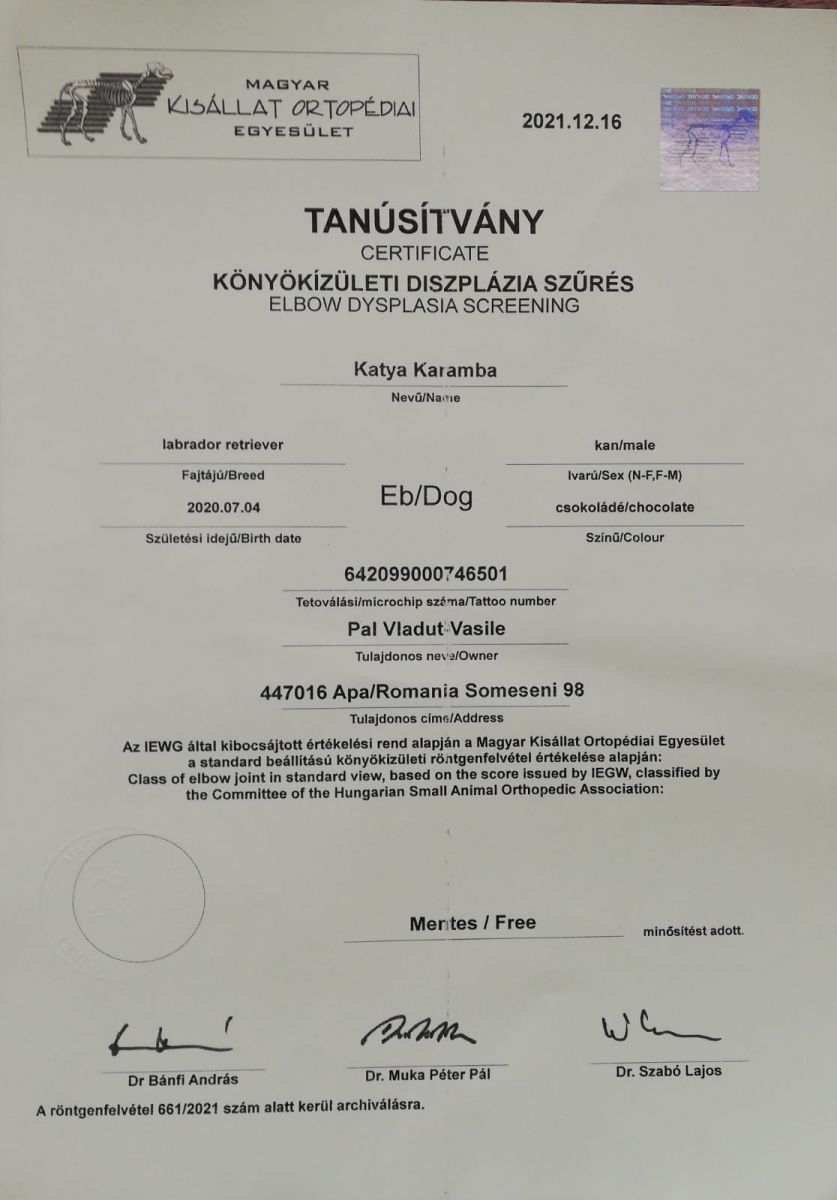 MAGYAR
KISÁLLAT ORTOPÉDIAI
EGYESÜLET
2021.12.16
TANÚSÍTVÁNY
CERTIFICATE
KÖNYÖKÍZÜLETI DISZPLÁZIA SZŰRÉS
ELBOW DYSPLASIA SCREENING
Katya Karamba
Nevű/Name
labrador retriever
Fajtájú/Breed
kan/male
Ivarú/Sex (N-F,F-M)
Eb/Dog
2020.07.04
Születési idejű/Birth date
csokoládé/chocolate
Színű/Colour
642099000746501
Tetoválási/microchip száma/Tattoo number
Pal Vladut-Vasile
Tulajdonos neve/Owner
447016 Apa/Romania Someseni 98
Tulajdonos címe/Address
Az IEWG által kibocsájtott értékelési rend alapján a Magyar Kisállat Ortopédiai Egyesület
a standard beállítású könyökízületi röntgenfelvétel értékelése alapján:
Class of elbow joint in standard view, based on the score issued by IEGW, classified by
the Committee of the Hungarian Small Animal Orthopedic Association:
Mentes / Free
minősítést adott.
Dr Bánfi András
Dr. Muka Péter Pál
Dr. Szabó Lajos
A röntgenfelvétel 661/2021 szám alatt kerül archiválásra.